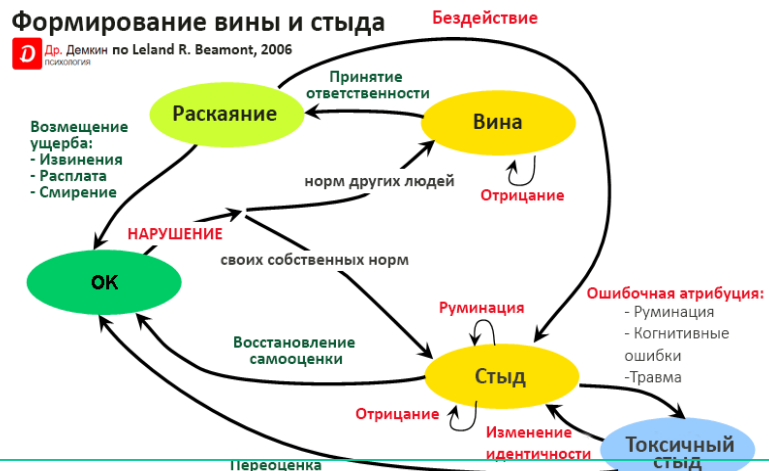 Формирование вины и стыда
Др. Демкин по Leland R. Beamont, 2006
ПСИХОЛОГИЯ
Бездействие
Принятие
ответственности
Раскаяние
Вина
Возмещение
ущерба:
- Извинения
- Расплата
- Смирение
норм других людей
Отрицание
НАРУШЕНИЕ
своих собственных норм
ОК
Ошибочная атрибуция:
- Руминация
- Когнитивные
ошибки
-Травма
Руминация
Восстановление
самооценки
Стыд
Отрицание
Изменение
идентичности
Токсичный
стыд
Переоценка